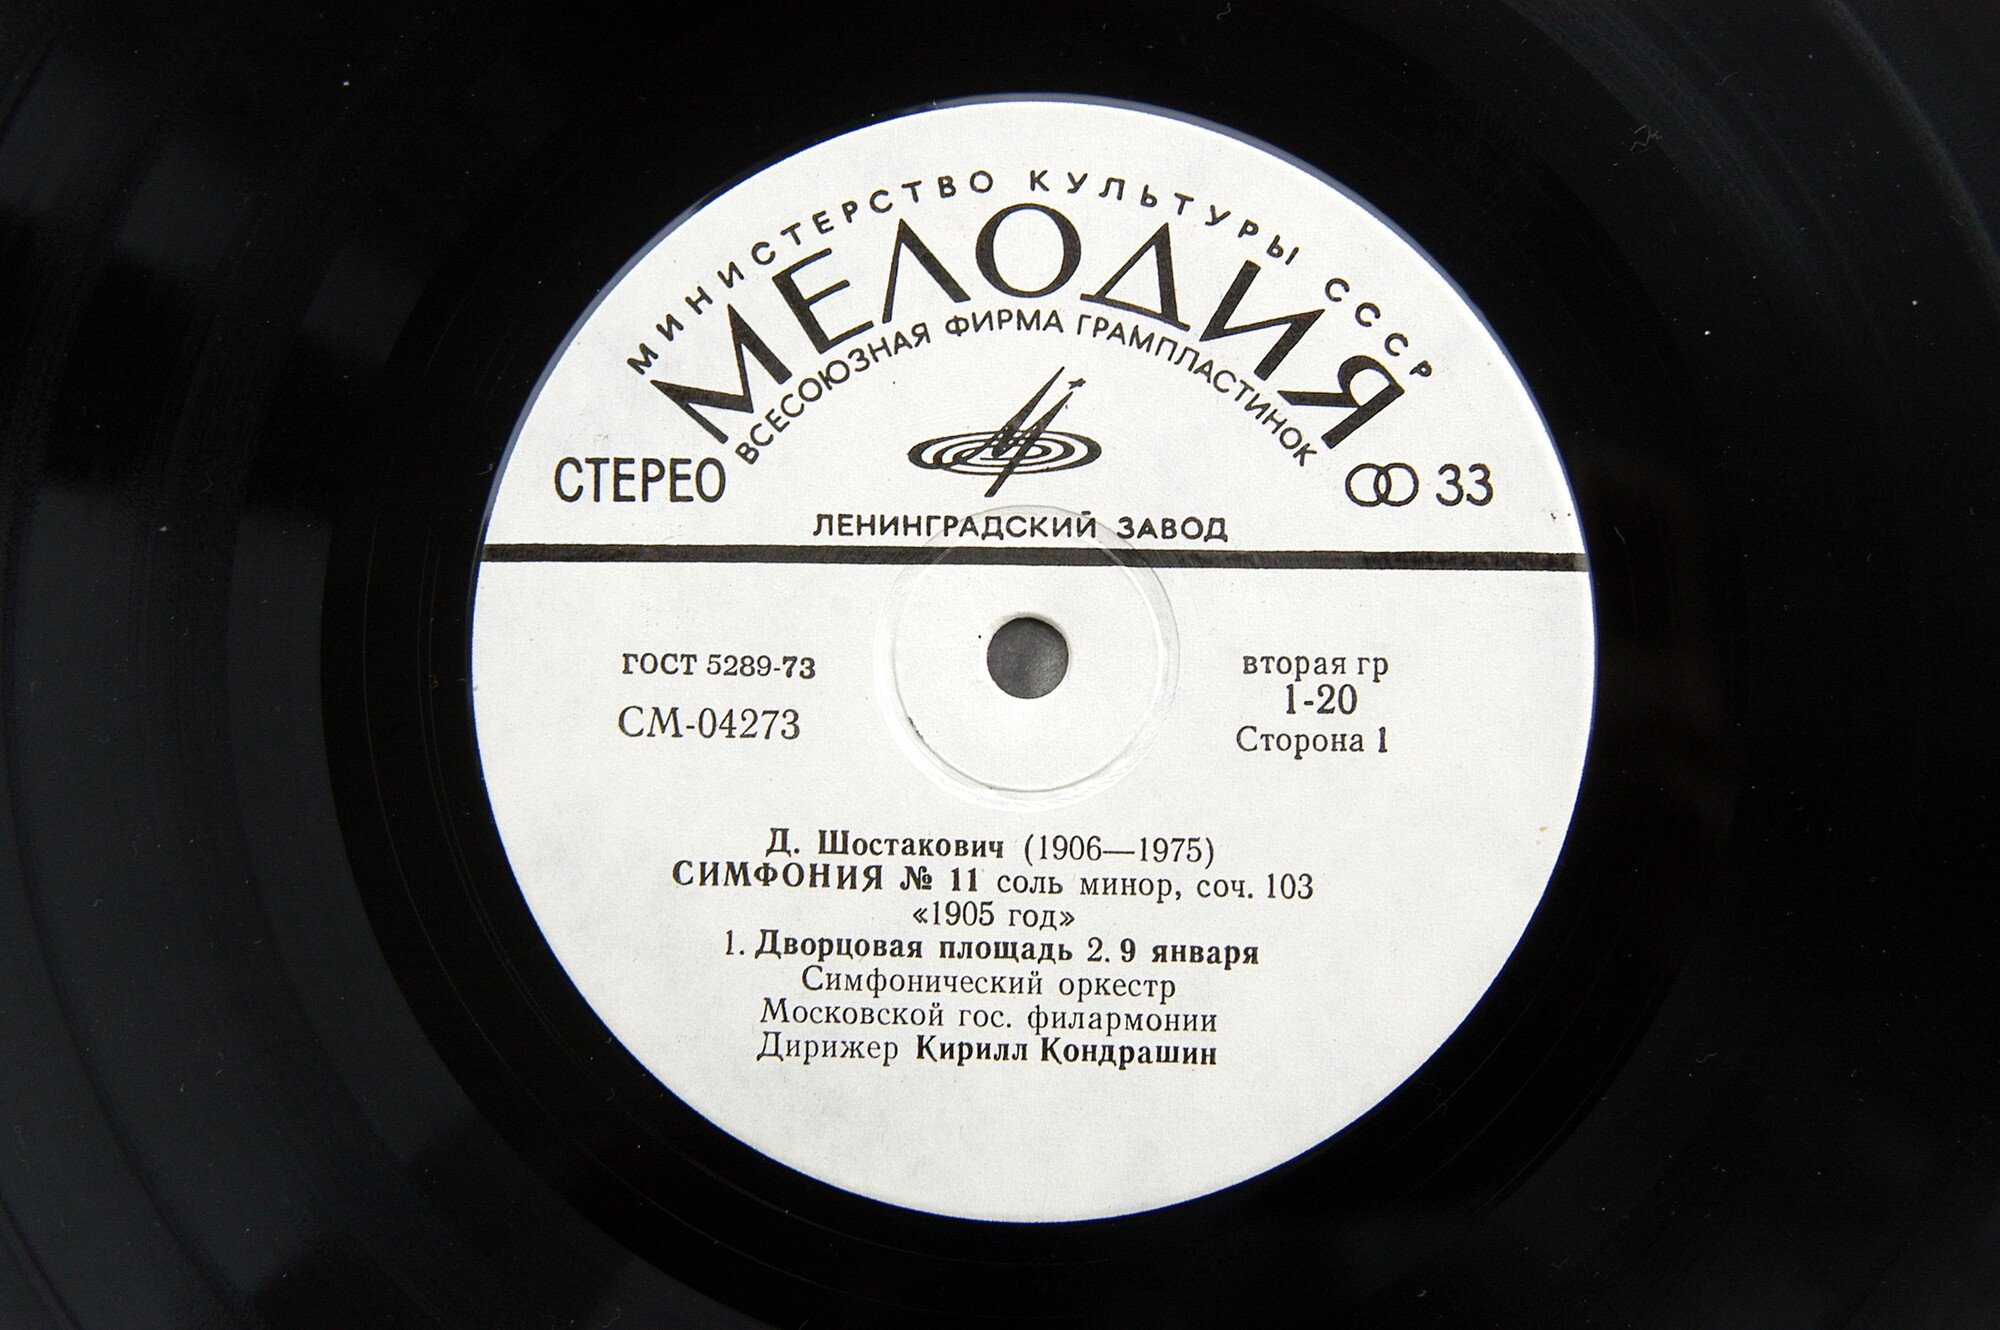 МИНИСТЕРСТВО КУЛЬТУРЫ СССР
МЕЛОДИЯ
ВСЕСОЮЗНАЯ ФИРМА ГРАМПЛАСТИНОК
СТЕРЕО
33
ЛЕНИНГРАДСКИЙ ЗАВОД
ГОСТ 5289-73
СМ-04273
вторая гр
1-20
Сторона 1
Д. Шостакович (1906—1975)
СИМФОНИЯ № 11 соль минор, соч. 103
«1905 год»
1. Дворцовая площадь 2. 9 января
Симфонический оркестр
Московской гос. филармонии
Дирижер Кирилл Кондрашин